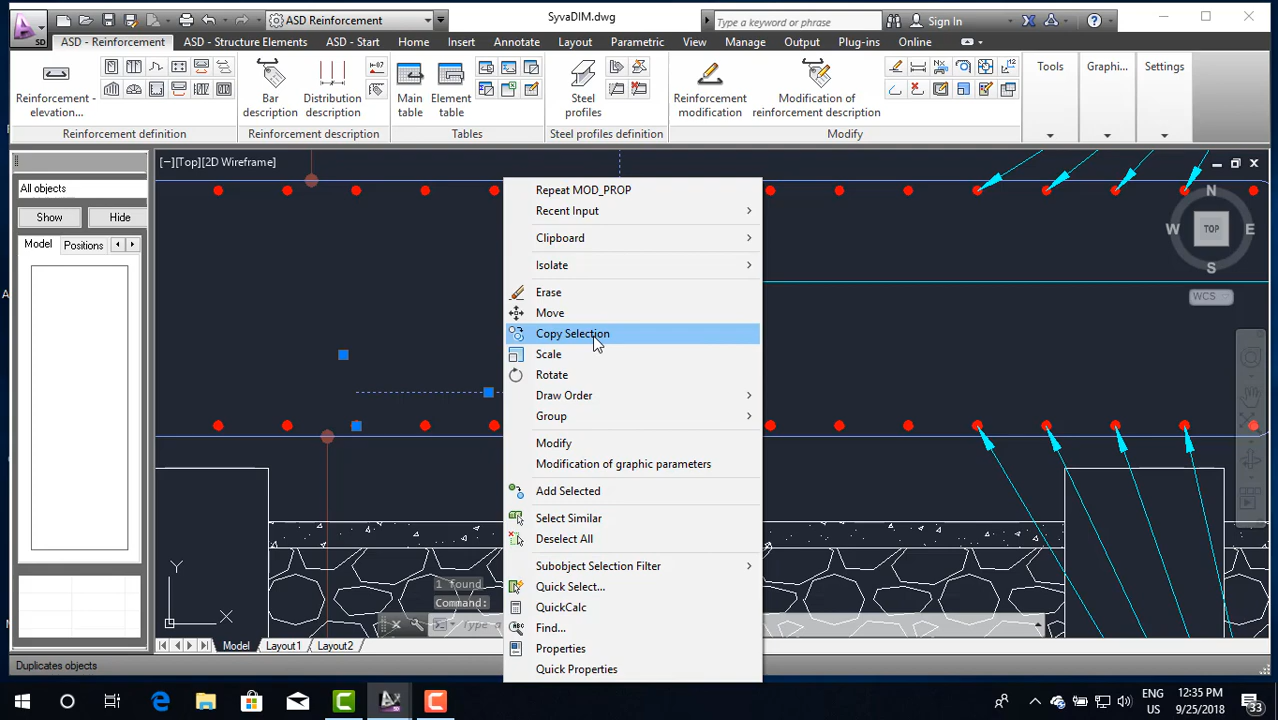 ASD Reinforcement
SyvaDIM.dwg
Type a keyword or phrase
Sign In
ASD - Reinforcement
ASD - Structure Elements
ASD - Start
Home
Insert
Annotate
Layout
Parametric
View
Manage
Output
Plug-ins
Online
Reinforcement - elevation...
Bar description
Distribution description
Main table
Element table
Steel profiles
Reinforcement modification
Modification of reinforcement description
Tools
Graphi...
Settings
Reinforcement definition
Reinforcement description
Tables
Steel profiles definition
Modify
[−][Top][2D Wireframe]
All objects
Show
Hide
Model
Positions
N
W
TOP
E
S
WCS
Repeat MOD_PROP
Recent Input
Clipboard
Isolate
Erase
Move
Copy Selection
Scale
Rotate
Draw Order
Group
Modify
Modification of graphic parameters
Add Selected
Select Similar
Deselect All
Subobject Selection Filter
Quick Select...
QuickCalc
Find...
Properties
Quick Properties
Y
X
1 found
Command:
Type a
Model
Layout1
Layout2
Duplicates objects
ENG
US
12:35 PM
9/25/2018
33